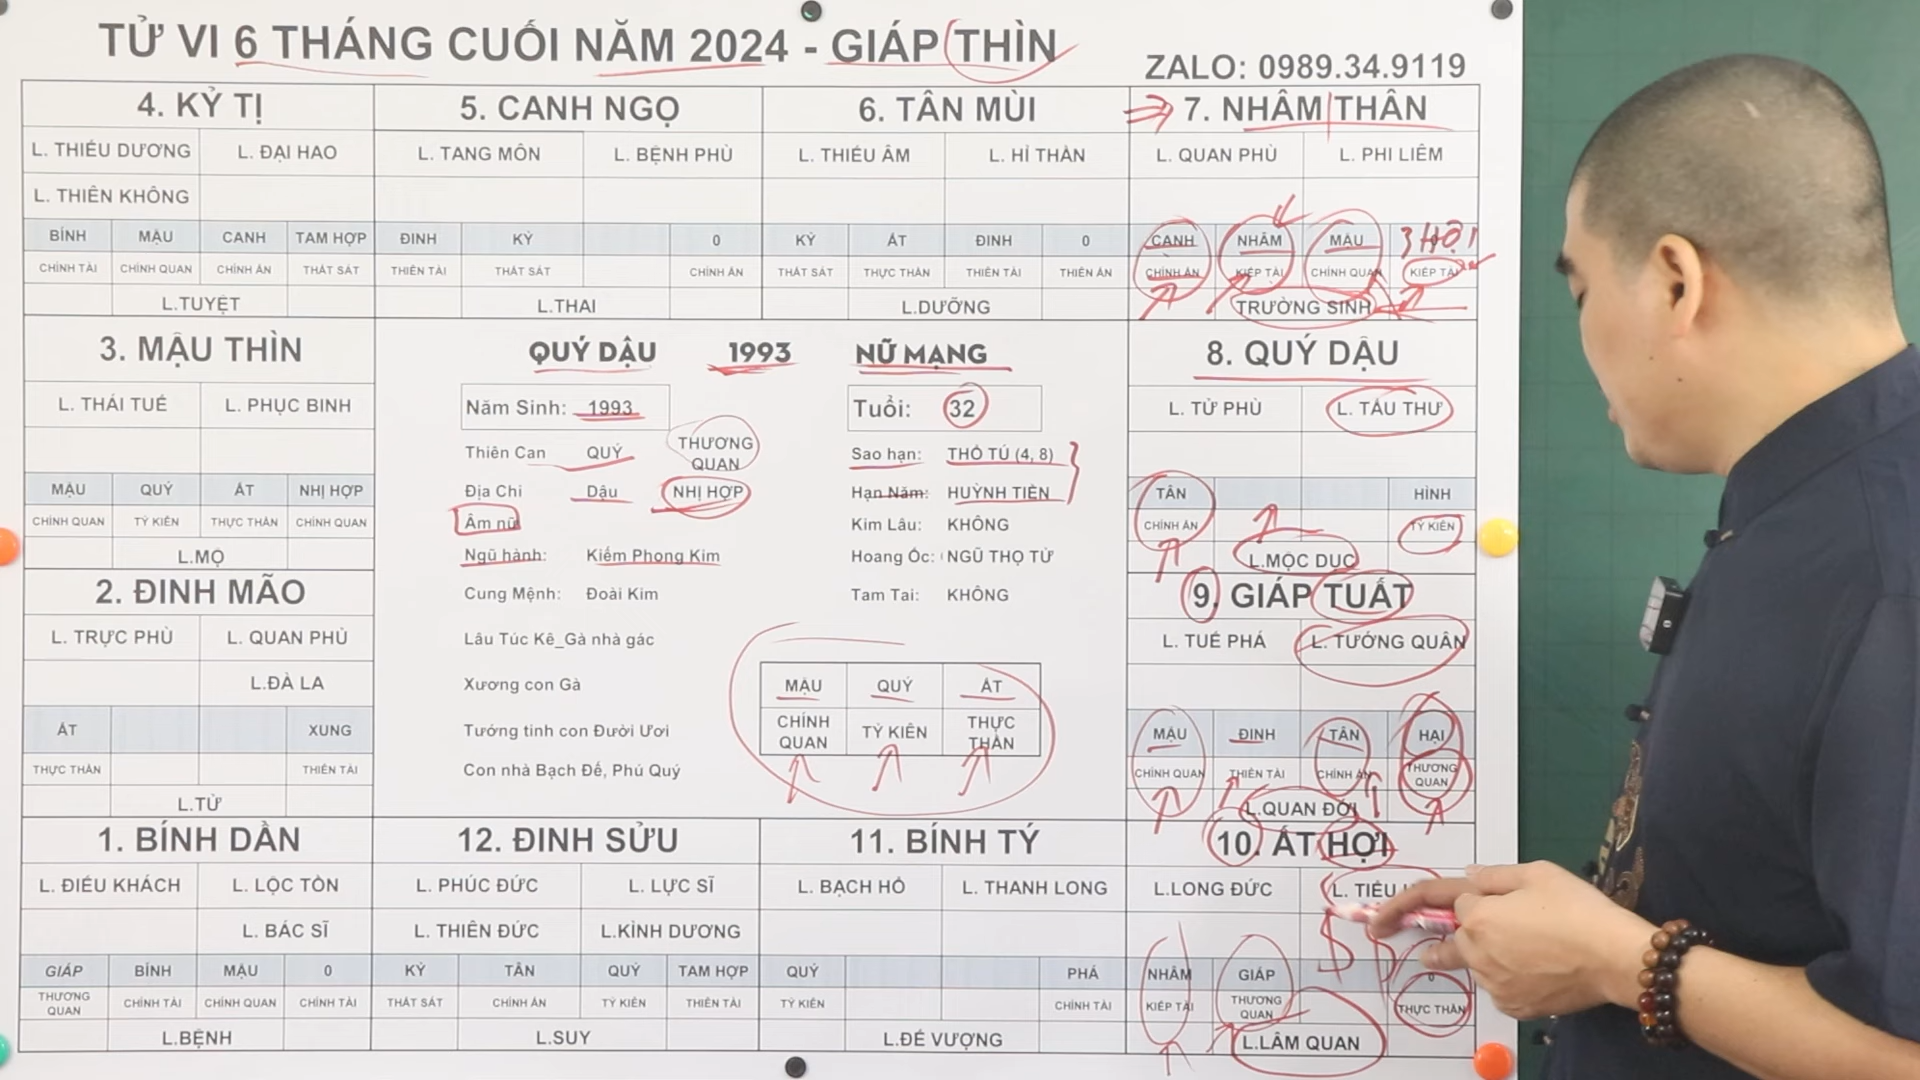 TỬ VI 6 THÁNG CUỐI NĂM 2024 - GIÁP THÌN
ZALO: 0989.34.9119
4. KỶ TỊ
L. THIẾU DƯƠNG L. ĐẠI HAO
L. THIÊN KHÔNG
BÍNH MẬU CANH TAM HỢP
CHÍNH TÀI CHÍNH QUAN CHÍNH ẤN THẤT SÁT
L.TUYỆT
5. CANH NGỌ
L. TANG MÔN L. BỆNH PHÙ
ĐINH KỶ 0
THIÊN TÀI THẤT SÁT CHÍNH ẤN
L.THAI
6. TÂN MÙI
L. THIẾU ÂM L. HỈ THẦN
KỶ ẤT ĐINH 0
THẤT SÁT THỰC THẦN THIÊN TÀI THIÊN ẤN
L.DƯỠNG
7. NHÂM THÂN
L. QUAN PHÙ L. PHI LIÊM
CANH NHÂM MẬU 3 HỘI
CHÍNH ẤN KIẾP TÀI CHÍNH QUAN KIẾP TÀI
TRƯỜNG SINH
3. MẬU THÌN
L. THÁI TUẾ L. PHỤC BINH
MẬU QUÝ ẤT NHỊ HỢP
CHÍNH QUAN TỶ KIÊN THỰC THẦN CHÍNH QUAN
L.MỘ
QUÝ DẬU 1993 NỮ MẠNG
Năm Sinh: 1993 Tuổi: 32
Thiên Can QUÝ THƯƠNG QUAN
Sao hạn: THỔ TÚ (4, 8)
Địa Chi Dậu NHỊ HỢP
Hạn Năm: HUỲNH TIỀN
Âm nữ
Kim Lâu: KHÔNG
Ngũ hành: Kiếm Phong Kim
Hoang Ốc: NGŨ THỌ TỬ
Cung Mệnh: Đoài Kim
Tam Tai: KHÔNG
Lâu Túc Kê_Gà nhà gác
Xương con Gà
Tướng tinh con Đười Ươi
Con nhà Bạch Đế, Phú Quý
MẬU QUÝ ẤT
CHÍNH QUAN TỶ KIÊN THỰC THẦN
8. QUÝ DẬU
L. TỬ PHÙ L. TẤU THƯ
TÂN HÌNH
CHÍNH ẤN TỶ KIÊN
L.MỘC DỤC
2. ĐINH MÃO
L. TRỰC PHÙ L. QUAN PHỦ
L.ĐÀ LA
ẤT XUNG
THỰC THẦN THIÊN TÀI
L.TỬ
9. GIÁP TUẤT
L. TUẾ PHÁ L. TƯỚNG QUÂN
MẬU ĐINH TÂN HẠI
CHÍNH QUAN THIÊN TÀI CHÍNH ẤN THƯƠNG QUAN
L.QUAN ĐỚI
1. BÍNH DẦN
L. ĐIẾU KHÁCH L. LỘC TỒN
L. BÁC SĨ
GIÁP BÍNH MẬU 0
THƯƠNG QUAN CHÍNH TÀI CHÍNH QUAN CHÍNH TÀI
L.BỆNH
12. ĐINH SỬU
L. PHÚC ĐỨC L. LỰC SĨ
L. THIÊN ĐỨC L.KÌNH DƯƠNG
KỶ TÂN QUÝ TAM HỢP
THẤT SÁT CHÍNH ẤN TỶ KIÊN THIÊN TÀI
L.SUY
11. BÍNH TÝ
L. BẠCH HỔ L. THANH LONG
QUÝ PHÁ
TỶ KIÊN CHÍNH TÀI
L.ĐẾ VƯỢNG
10. ẤT HỢI
L.LONG ĐỨC L. TIỂU
NHÂM GIÁP 0
KIẾP TÀI THƯƠNG QUAN THỰC THẦN
L.LÂM QUAN